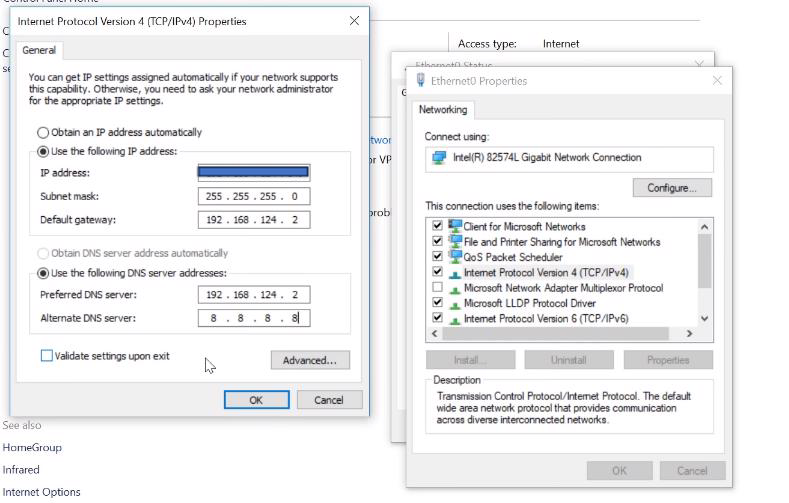 Internet Protocol Version 4 (TCP/IPv4) Properties
General
You can get IP settings assigned automatically if your network supports
this capability. Otherwise, you need to ask your network administrator
for the appropriate IP settings.
Obtain an IP address automatically
Use the following IP address:
IP address:
Subnet mask: 255 . 255 . 255 . 0
Default gateway: 192 . 168 . 124 . 2
Obtain DNS server address automatically
Use the following DNS server addresses:
Preferred DNS server: 192 . 168 . 124 . 2
Alternate DNS server: 8 . 8 . 8 . 8
Validate settings upon exit
Advanced...
OK Cancel
See also
HomeGroup
Infrared
Internet Options
Access type: Internet
Ethernet0 Status
Ethernet0 Properties
Networking
Connect using:
Intel(R) 82574L Gigabit Network Connection
Configure...
This connection uses the following items:
Client for Microsoft Networks
File and Printer Sharing for Microsoft Networks
QoS Packet Scheduler
Internet Protocol Version 4 (TCP/IPv4)
Microsoft Network Adapter Multiplexor Protocol
Microsoft LLDP Protocol Driver
Internet Protocol Version 6 (TCP/IPv6)
Install... Uninstall Properties
Description
Transmission Control Protocol/Internet Protocol. The default
wide area network protocol that provides communication
across diverse interconnected networks.
OK Cancel